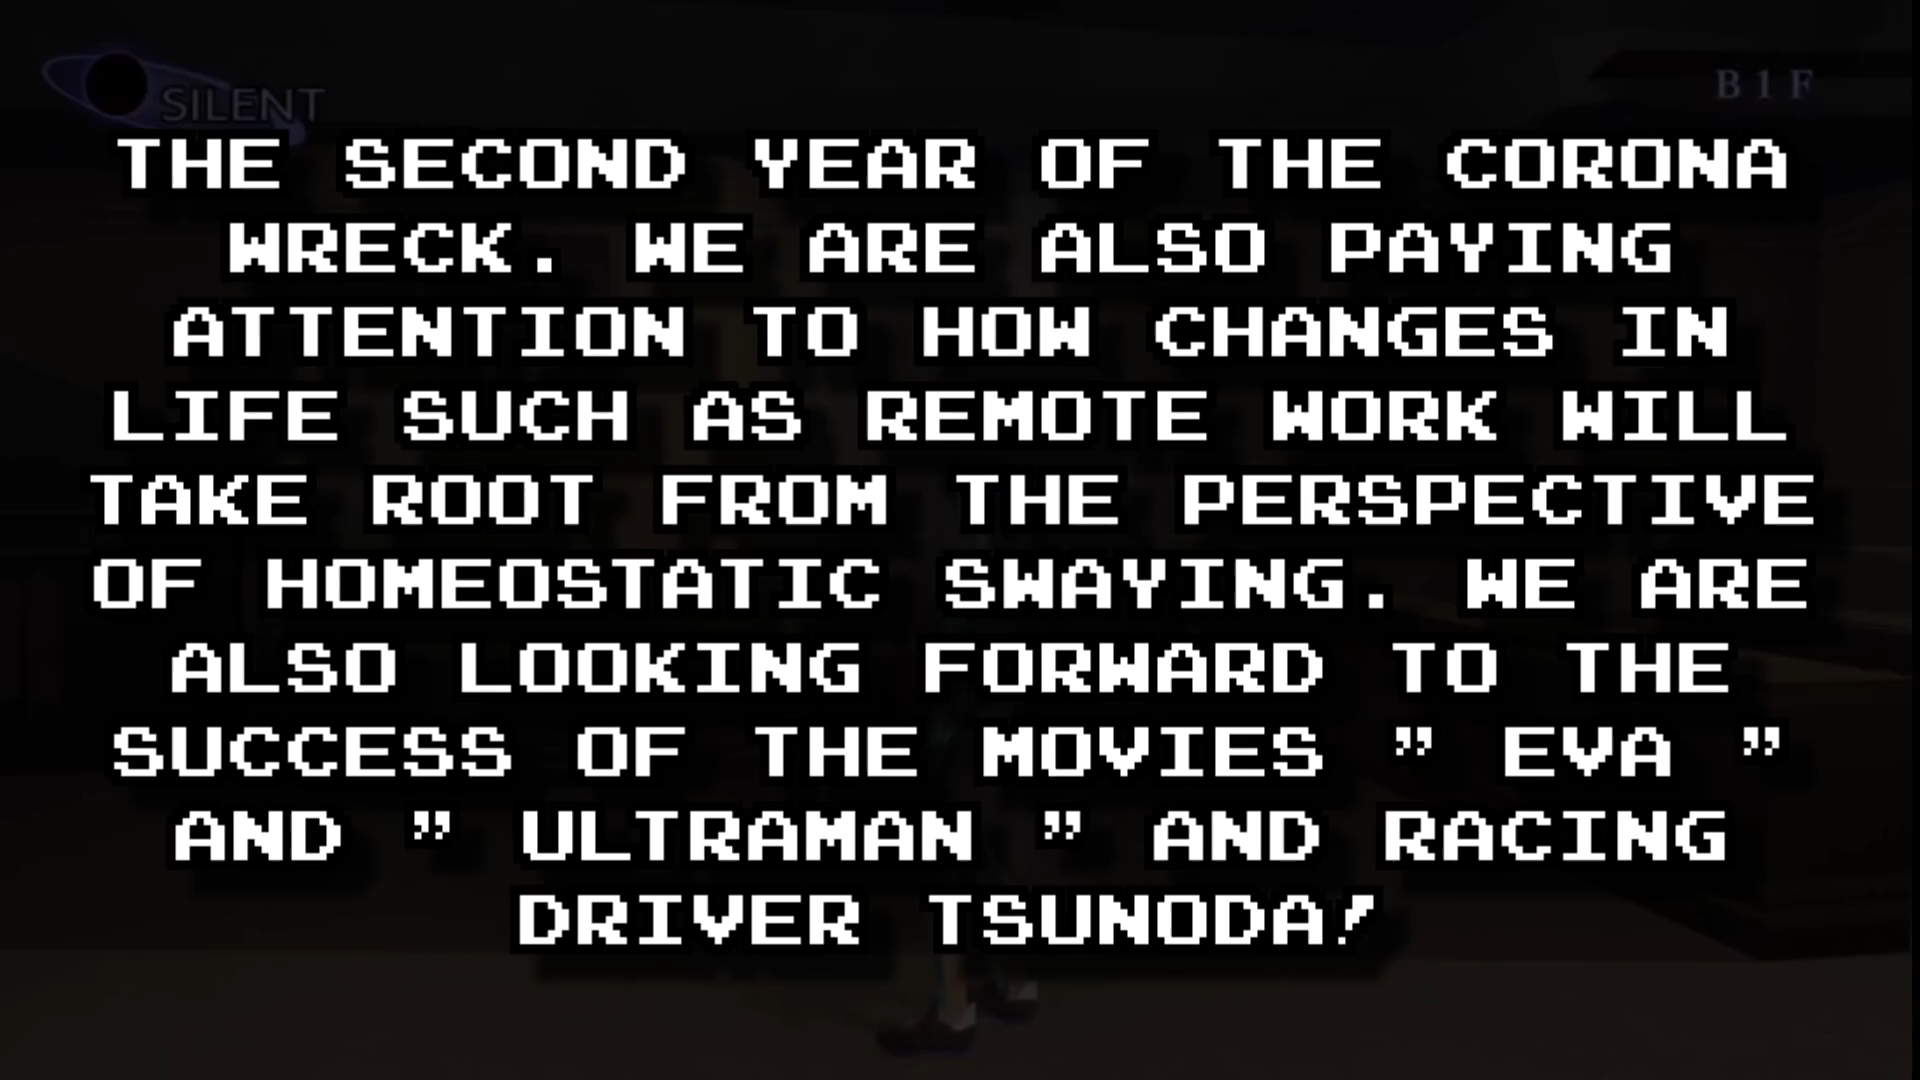 SILENT
B1F
THE SECOND YEAR OF THE CORONA
WRECK. WE ARE ALSO PAYING
ATTENTION TO HOW CHANGES IN
LIFE SUCH AS REMOTE WORK WILL
TAKE ROOT FROM THE PERSPECTIVE
OF HOMEOSTATIC SWAYING. WE ARE
ALSO LOOKING FORWARD TO THE
SUCCESS OF THE MOVIES ” EVA ”
AND ” ULTRAMAN ” AND RACING
DRIVER TSUNODA!